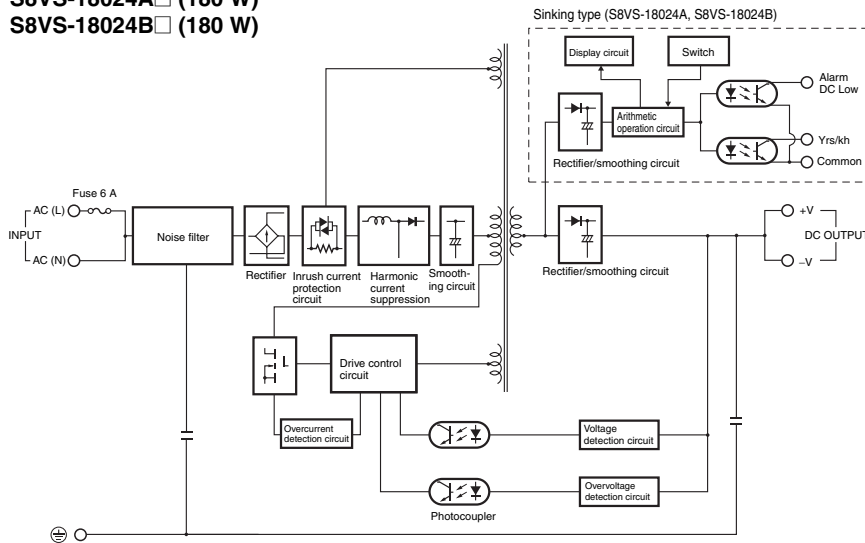 S8VS-18024A□ (180 W)
S8VS-18024B□ (180 W)
Sinking type (S8VS-18024A, S8VS-18024B)
Display circuit
Switch
Alarm
DC Low
Arithmetic
operation circuit
Yrs/kh
Rectifier/smoothing circuit
Common
Fuse 6 A
AC (L)
INPUT
AC (N)
Noise filter
Rectifier
Inrush current
protection
circuit
Harmonic
current
suppression
Smooth-
ing circuit
Rectifier/smoothing circuit
+V
DC OUTPUT
–V
Drive control
circuit
Overcurrent
detection circuit
Voltage
detection circuit
Overvoltage
detection circuit
Photocoupler